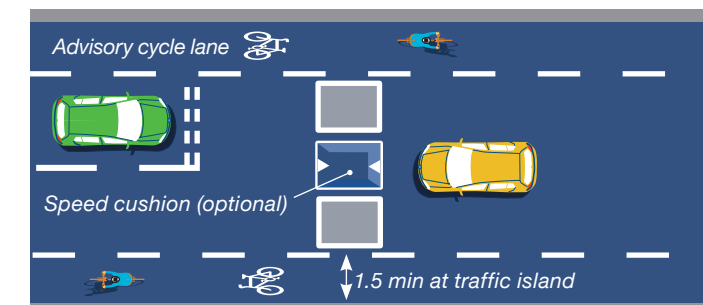 Advisory cycle lane
Speed cushion (optional)
1.5 min at traffic island